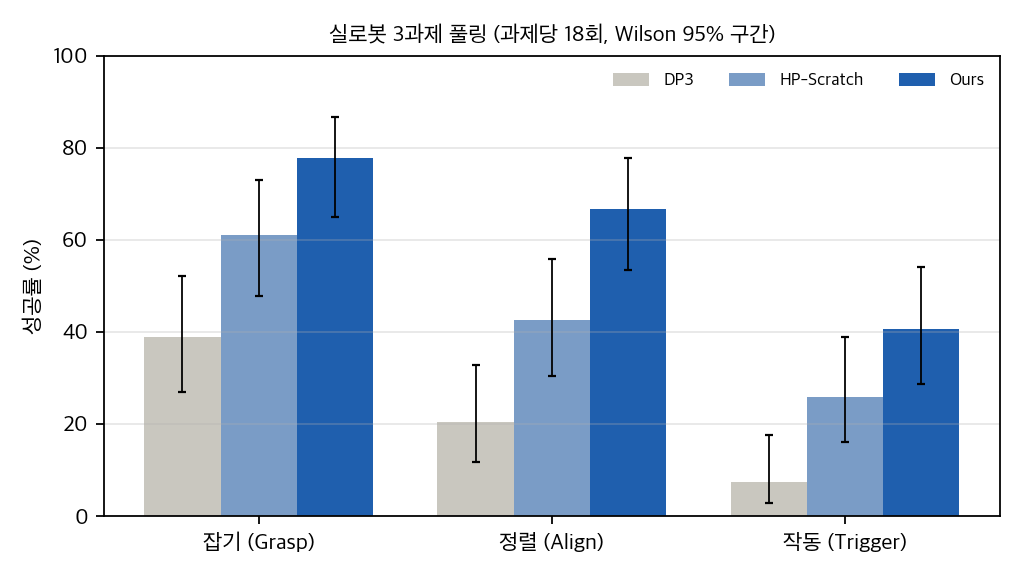 실로봇 3과제 풀링 (과제당 18회, Wilson 95% 구간)
DP3 HP-Scratch Ours
성공률 (%)
100
80
60
40
20
0
잡기 (Grasp) 정렬 (Align) 작동 (Trigger)